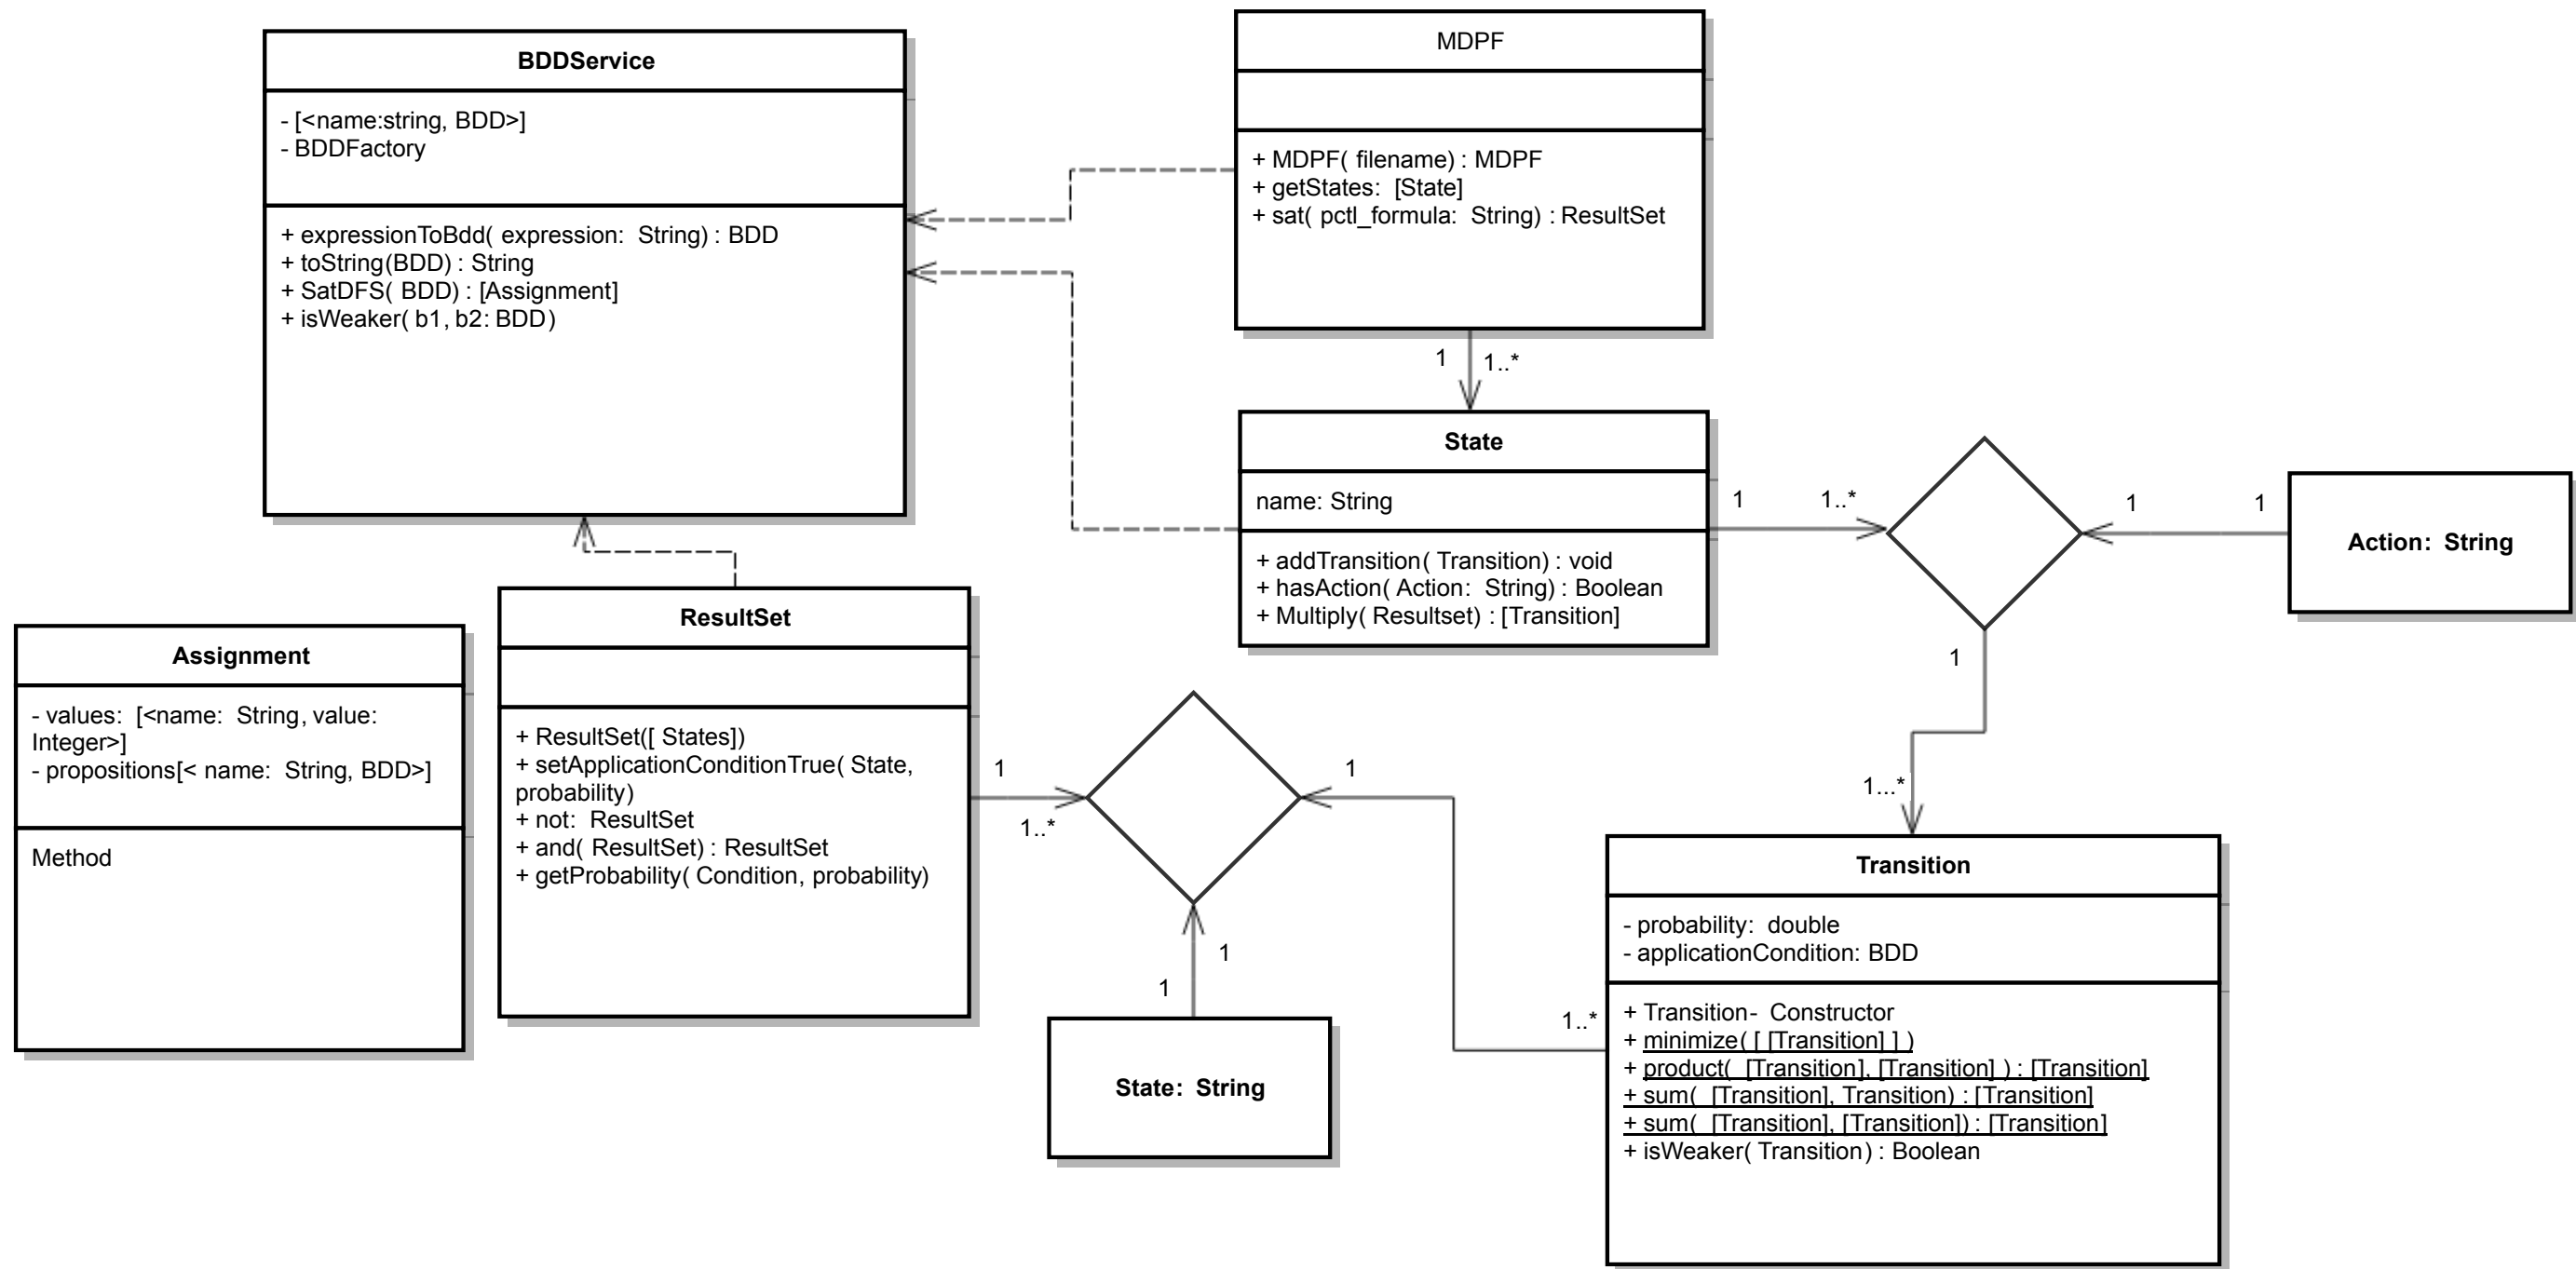 BDDService
- [<name:string, BDD>]
- BDDFactory
+ expressionToBdd( expression: String) : BDD
+ toString(BDD) : String
+ SatDFS( BDD) : [Assignment]
+ isWeaker( b1, b2: BDD)
MDPF
+ MDPF( filename) : MDPF
+ getStates: [State]
+ sat( pctl_formula: String) : ResultSet
1
1..*
State
name: String
+ addTransition( Transition) : void
+ hasAction( Action: String) : Boolean
+ Multiply( Resultset) : [Transition]
1
1..*
1
1
Action: String
1
1...*
Assignment
- values: [<name: String, value:
Integer>]
- propositions[< name: String, BDD>]
Method
ResultSet
+ ResultSet([ States])
+ setApplicationConditionTrue( State,
probability)
+ not: ResultSet
+ and( ResultSet) : ResultSet
+ getProbability( Condition, probability)
1
1..*
1
1..*
1
1
State: String
Transition
- probability: double
- applicationCondition: BDD
+ Transition- Constructor
+ minimize( [ [Transition] ] )
+ product( [Transition], [Transition] ) : [Transition]
+ sum( [Transition], Transition) : [Transition]
+ sum( [Transition], [Transition]) : [Transition]
+ isWeaker( Transition) : Boolean